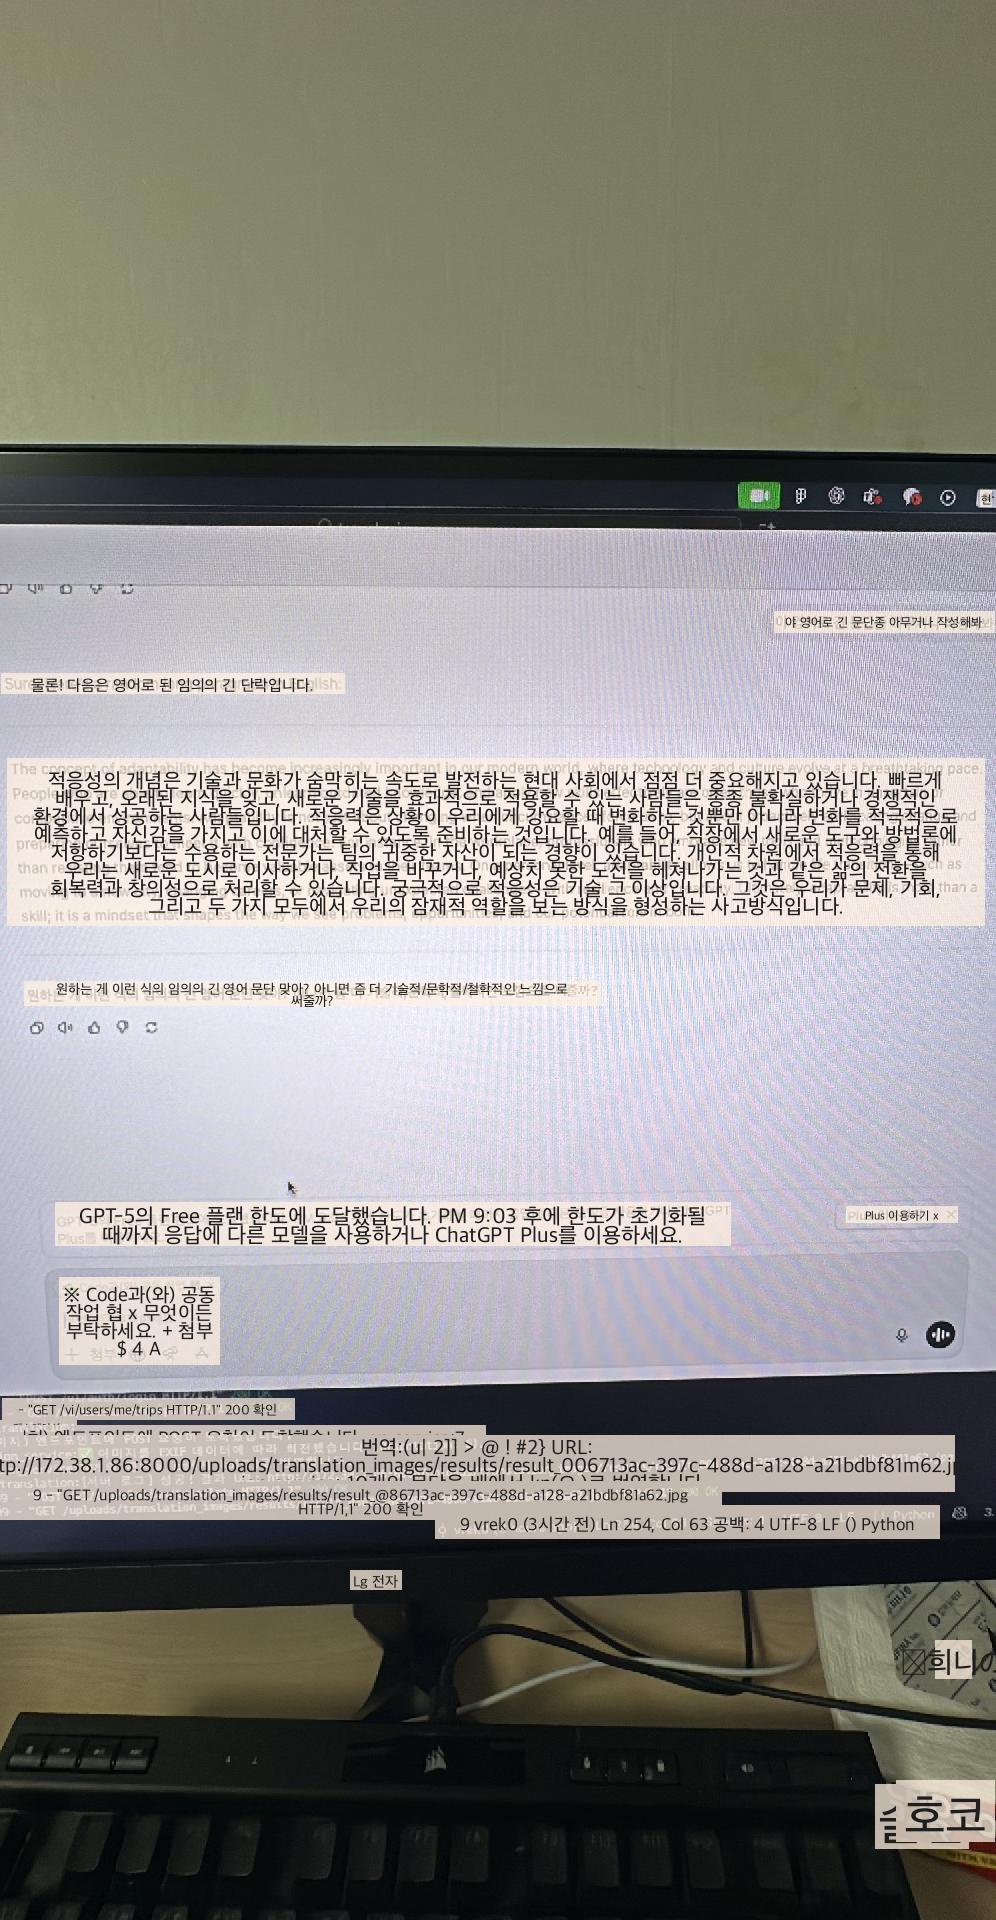 현
야 영어로 긴 문단종 아무거나 작성해봐
물론! 다음은 영어로 된 임의의 긴 단락입니다.
적응성의 개념은 기술과 문화가 숨막히는 속도로 발전하는 현대 사회에서 점점 더 중요해지고 있습니다. 빠르게
배우고, 오래된 지식을 잊고, 새로운 기술을 효과적으로 적용할 수 있는 사람들은 종종 불확실하거나 경쟁적인
환경에서 성공하는 사람들입니다. 적응력은 상황이 우리에게 강요할 때 변화하는 것뿐만 아니라 변화를 적극적으로
예측하고 자신감을 가지고 이에 대처할 수 있도록 준비하는 것입니다. 예를 들어, 직장에서 새로운 도구와 방법론에
저항하기보다는 수용하는 전문가는 팀의 귀중한 자산이 되는 경향이 있습니다. 개인적 차원에서 적응력을 통해
우리는 새로운 도시로 이사하거나, 직업을 바꾸거나, 예상치 못한 도전을 헤쳐나가는 것과 같은 삶의 전환을
회복력과 창의성으로 처리할 수 있습니다. 궁극적으로, 적응성은 기술 그 이상입니다. 그것은 우리가 문제, 기회,
그리고 두 가지 모두에서 우리의 잠재적 역할을 보는 방식을 형성하는 사고방식입니다.
원하는 게 이런 식의 임의의 긴 영어 문단 맞아? 아니면 좀 더 기술적/문학적/철학적인 느낌으로
써줄까?
GPT-5의 Free 플랜 한도에 도달했습니다. PM 9:03 후에 한도가 초기화될
때까지 응답에 다른 모델을 사용하거나 ChatGPT Plus를 이용하세요.
Plus 이용하기 x
※ Code과(와) 공동
작업 협 x 무엇이든
부탁하세요. + 첨부
$ 4 A
- "GET /vi/users/me/trips HTTP/1,1" 200 확인
번역:(u| 2]] > @ ! #2} URL:
tp://172.38,1.86:8000/uploads/translation_images/results/result_006713ac-397c-488d-a128-a21bdbf81m62.jp
9 - "GET /uploads/translation_images/results/result_@86713ac-397c-488d-a128-a21bdbf81a62.jpg
HTTP/1,1" 200 확인
9 vrek0 (3시간 전) Ln 254, Col 63 공백: 4 UTF-8 LF () Python
Lg 전자
희니
호코